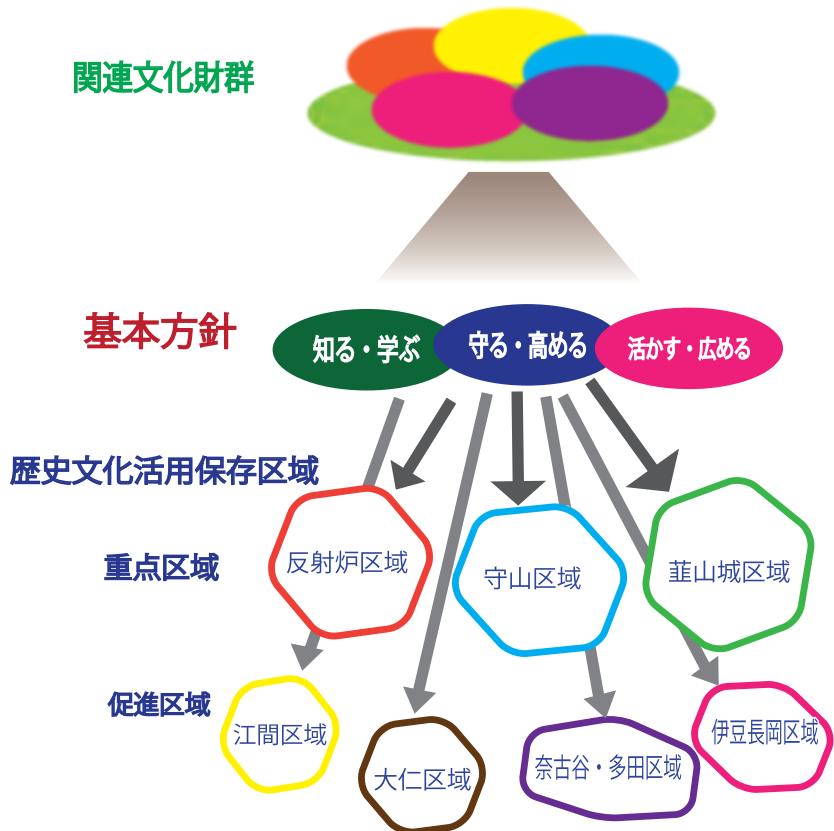 関連文化財群
基本方針
知る・学ぶ
守る・高める
活かす・広める
歴史文化活用保存区域
重点区域
反射炉区域
守山区域
韮山城区域
促進区域
江間区域
大仁区域
奈古谷・多田区域
伊豆長岡区域